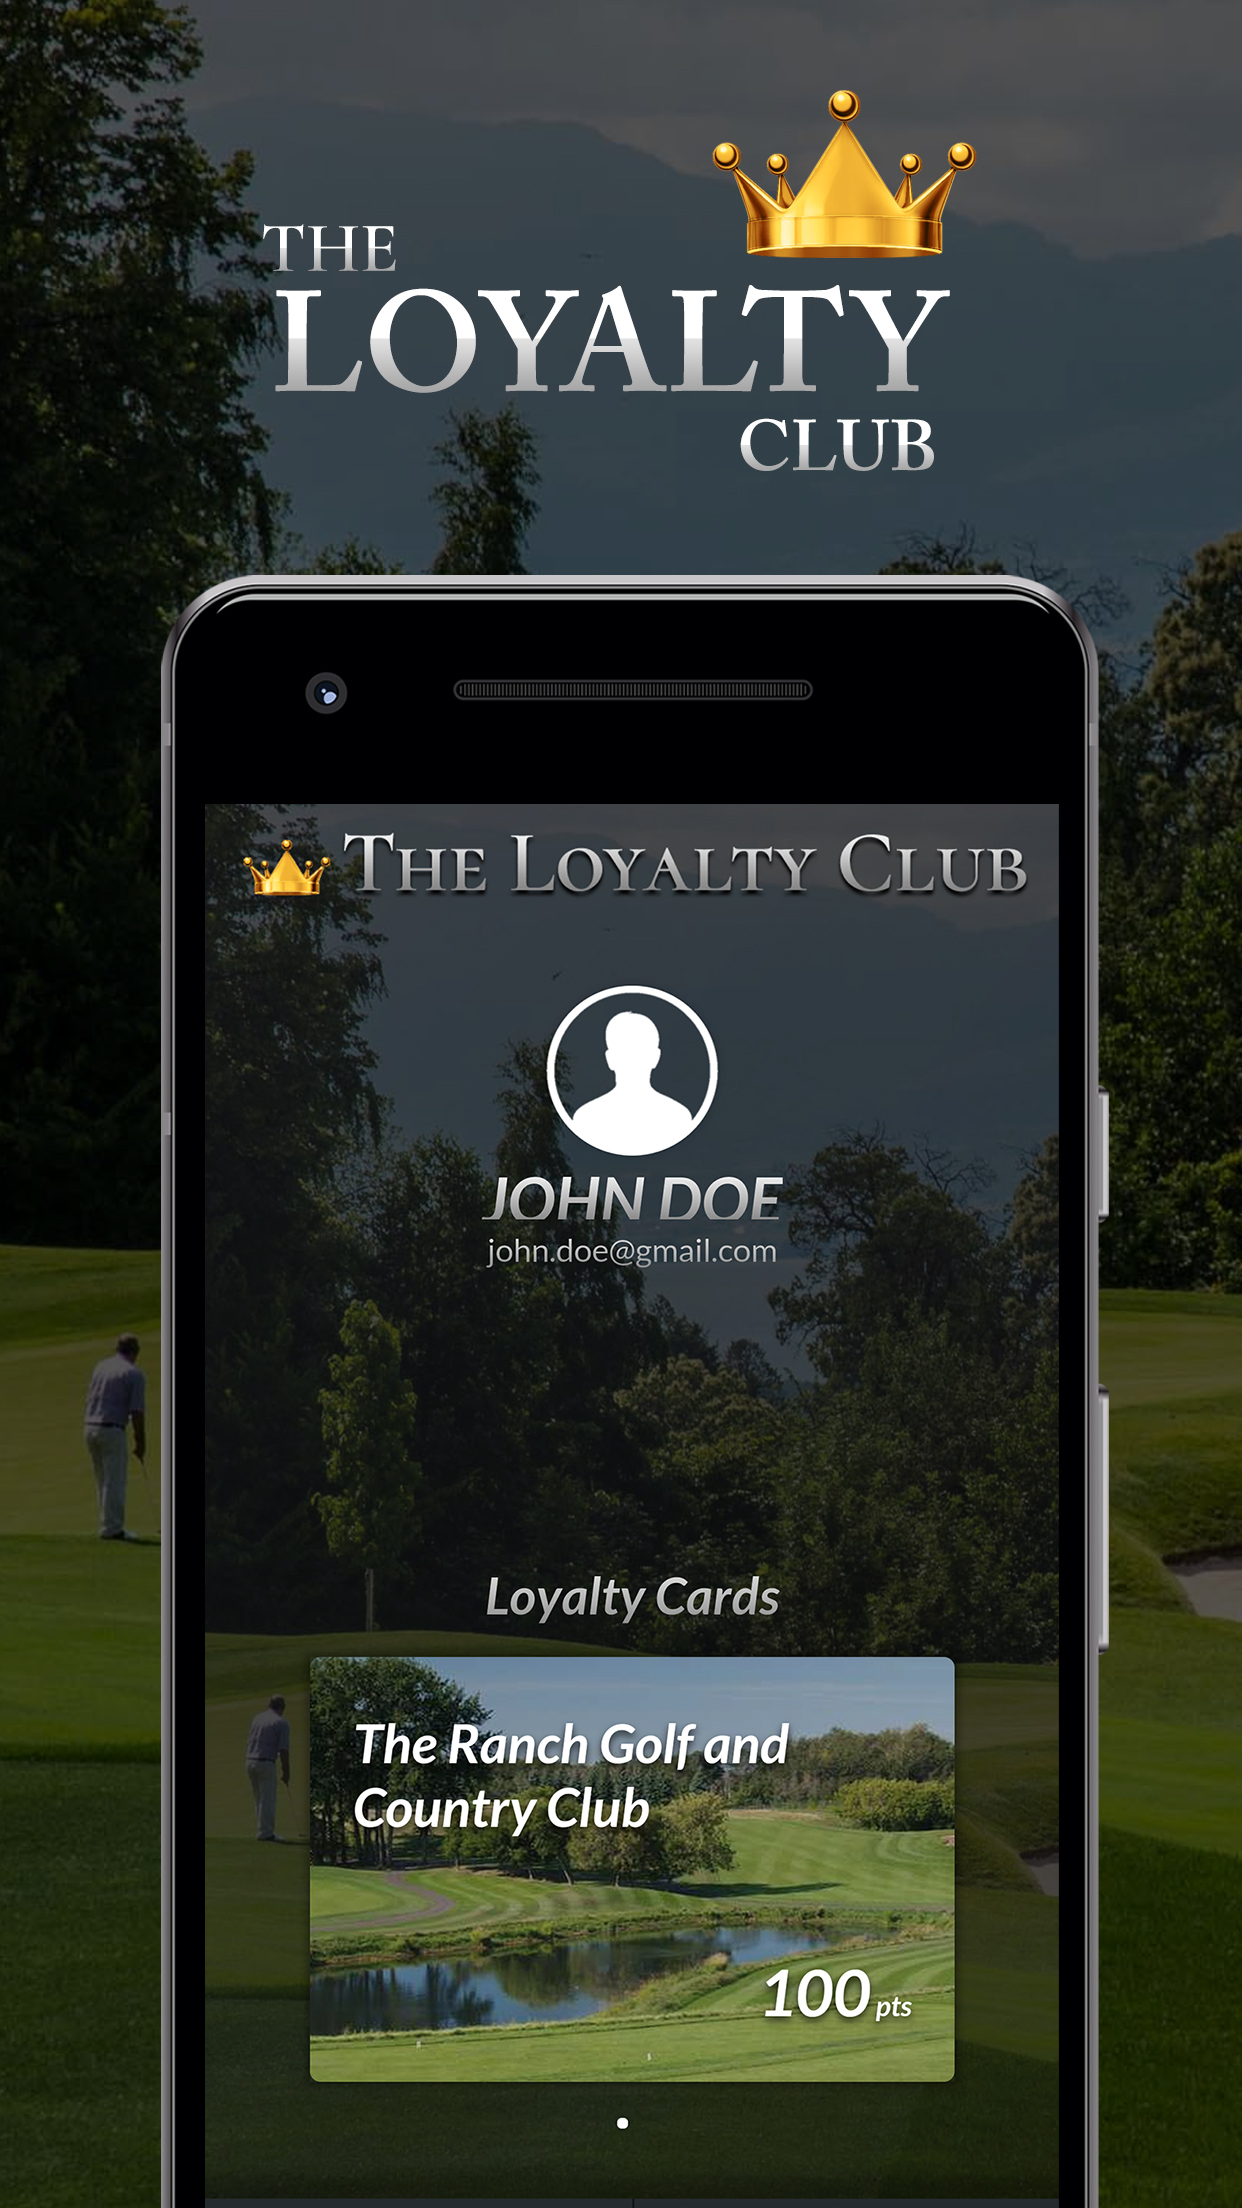 THE
LOYALTY
CLUB
THE LOYALTY CLUB
JOHN DOE
john.doe@gmail.com
Loyalty Cards
The Ranch Golf and
Country Club
100 pts